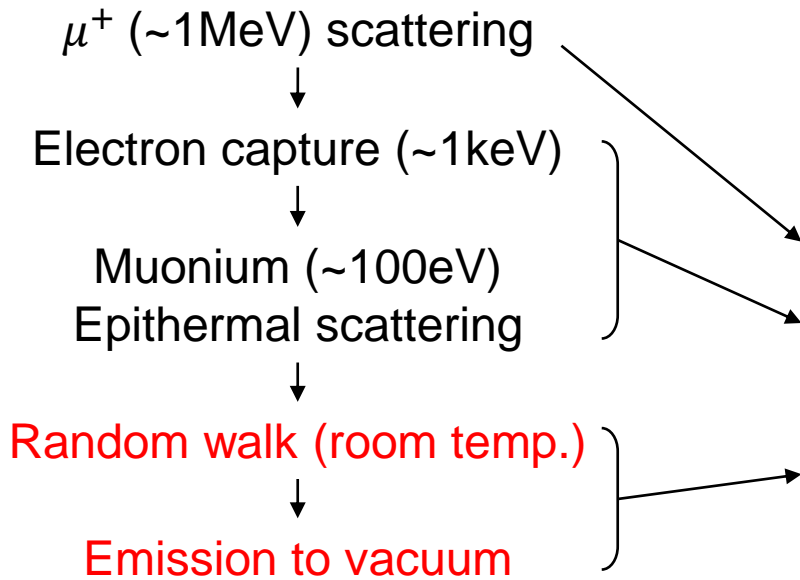 μ⁺ (~1MeV) scattering
Electron capture (~1keV)
Muonium (~100eV)
Epithermal scattering
Random walk (room temp.)
Emission to vacuum